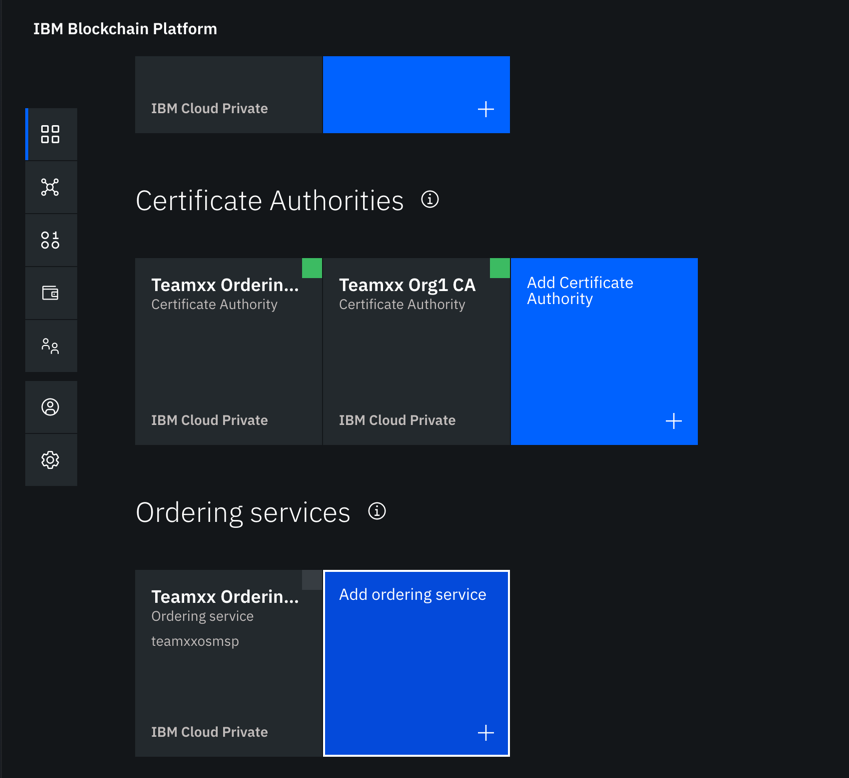 IBM Blockchain Platform
IBM Cloud Private
Certificate Authorities
Teamxx Orderin...
Certificate Authority
IBM Cloud Private
Teamxx Org1 CA
Certificate Authority
IBM Cloud Private
Add Certificate
Authority
Ordering services
Teamxx Orderin...
Ordering service
teamxxosmsp
IBM Cloud Private
Add ordering service